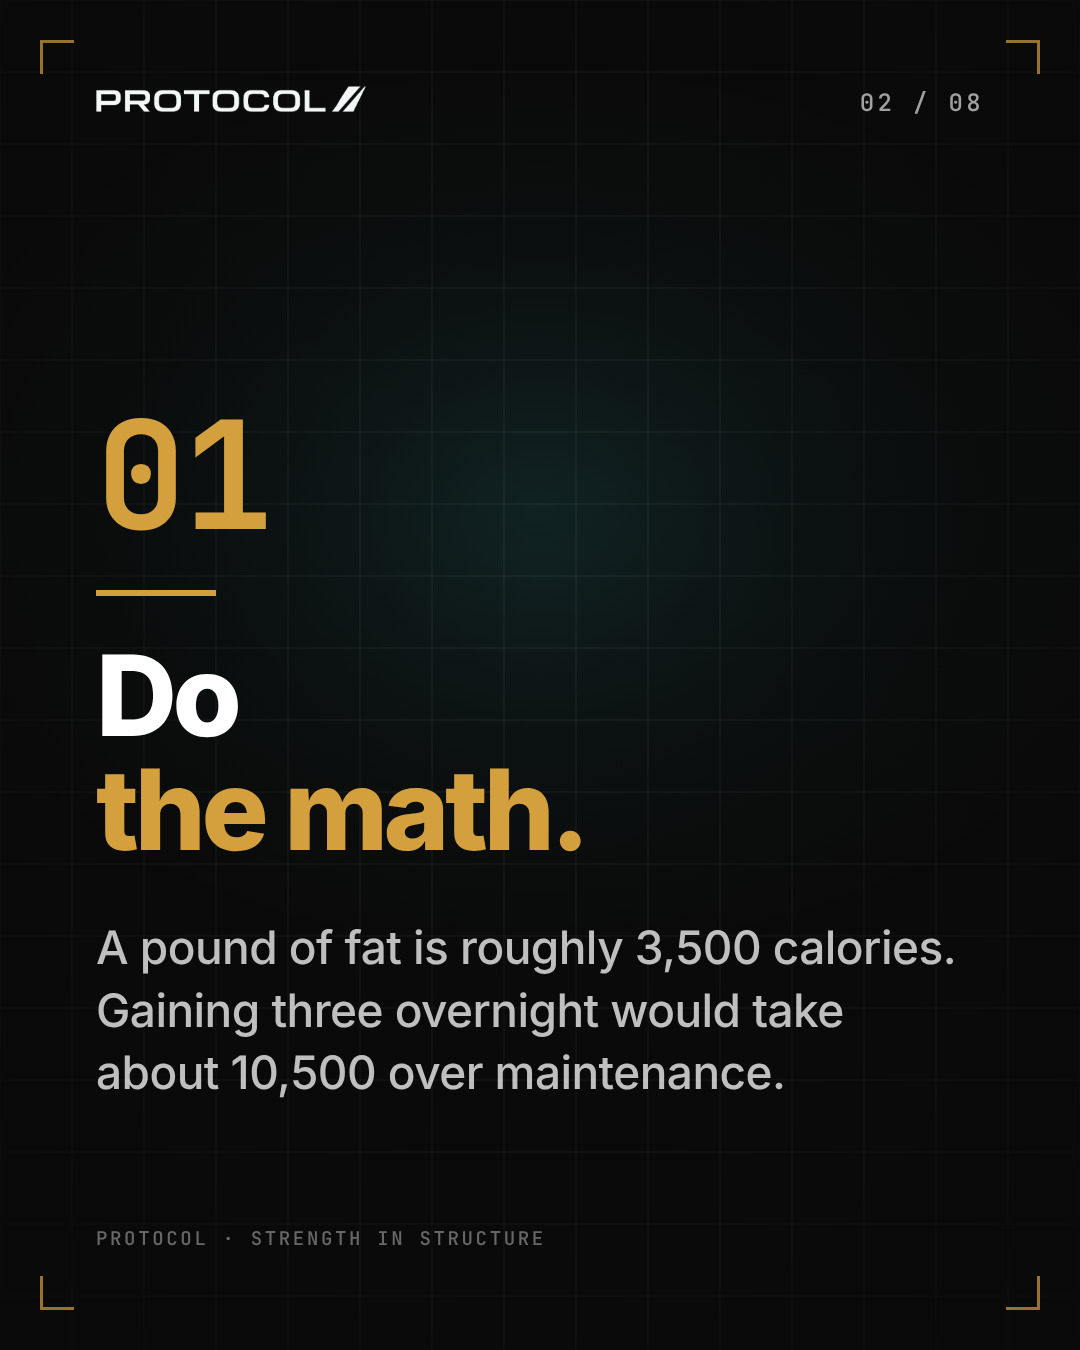 PROTOCOL
02 / 08
01
Do
the math.
A pound of fat is roughly 3,500 calories.
Gaining three overnight would take
about 10,500 over maintenance.
PROTOCOL · STRENGTH IN STRUCTURE